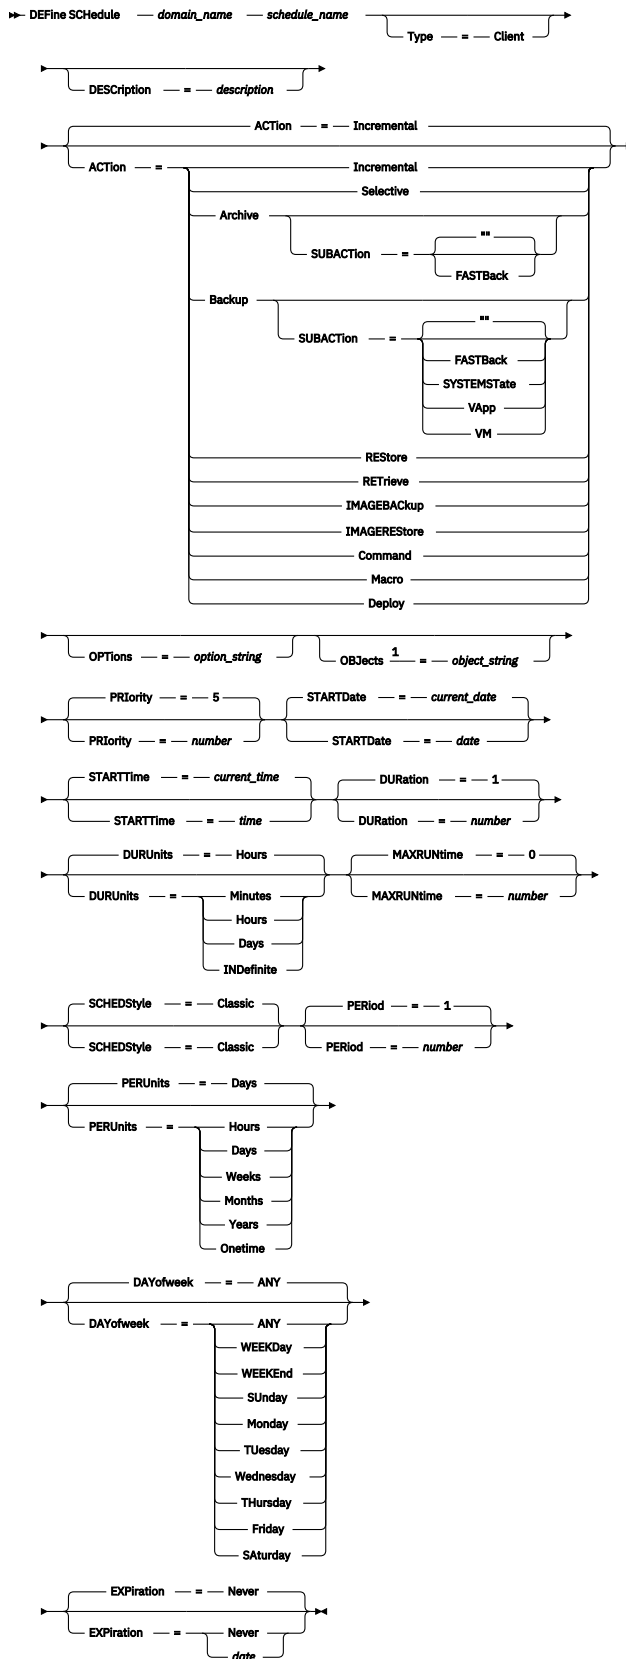 DEFine SCHedule domain_name schedule_name
Type = Client
DESCription = description
ACTion = Incremental
ACTion = Incremental
Selective
Archive
SUBACTion = ""
FASTBack
Backup
SUBACTion = ""
FASTBack
SYSTEMSTate
VApp
VM
REStore
RETrieve
IMAGEBACkup
IMAGEREStore
Command
Macro
Deploy
OPTions = option_string OBJects 1 = object_string
PRIority = 5 STARTDate = current_date
PRIority = number STARTDate = date
STARTTime = current_time DURation = 1
STARTTime = time DURation = number
DURUnits = Hours MAXRUNtime = 0
DURUnits = Minutes MAXRUNtime = number
Hours
Days
INDefinite
SCHEDStyle = Classic PERiod = 1
SCHEDStyle = Classic PERiod = number
PERUnits = Days
PERUnits = Hours
Days
Weeks
Months
Years
Onetime
DAYofweek = ANY
DAYofweek = ANY
WEEKDay
WEEKEnd
SUnday
Monday
TUesday
Wednesday
THursday
Friday
SAturday
EXPiration = Never
EXPiration = Never
date